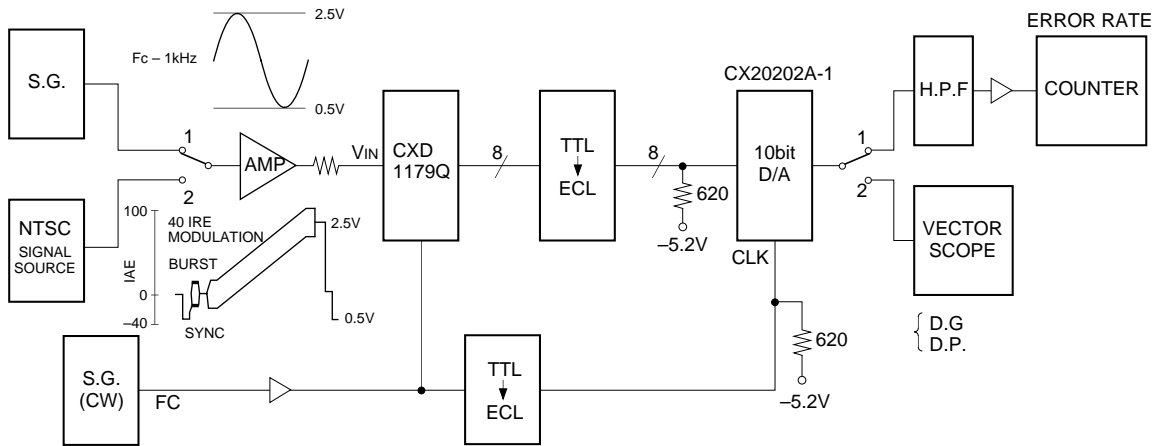 2.5V
Fc – 1kHz
0.5V
S.G.
1
2
AMP
VIN
CXD
1179Q
8
TTL
ECL
8
620
–5.2V
CX20202A-1
10bit
D/A
CLK
1
2
H.P.F
ERROR RATE
COUNTER
VECTOR
SCOPE
D.G
D.P.
NTSC
SIGNAL
SOURCE
100
IAE
0
–40
40 IRE
MODULATION
BURST
SYNC
2.5V
0.5V
S.G.
(CW)
FC
TTL
ECL
620
–5.2V